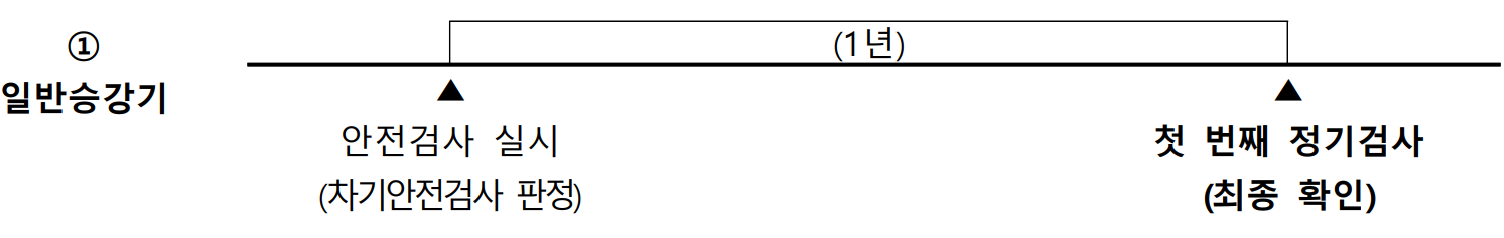 ①
일반승강기
(1년)
안전검사 실시
(차기안전검사 판정)
첫 번째 정기검사
(최종 확인)